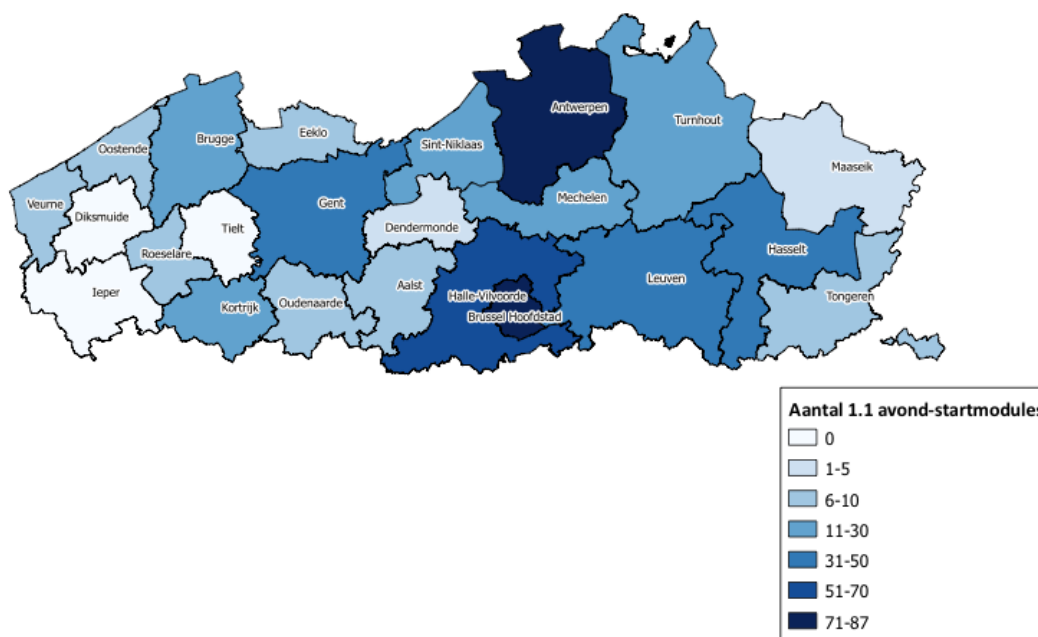 Antwerpen
Turnhout
Eeklo
Brugge
Sint-Niklaas
Oostende
Maaseik
Mechelen
Veurne
Gent
Diksmuide
Tielt
Dendermonde
Hasselt
Roeselare
Leuven
Aalst
Ieper
Halle-Vilvoorde
Tongeren
Oudenaarde
Kortrijk
Brussel Hoofdstad
Aantal 1.1 avond-startmodules
0
1-5
6-10
11-30
31-50
51-70
71-87